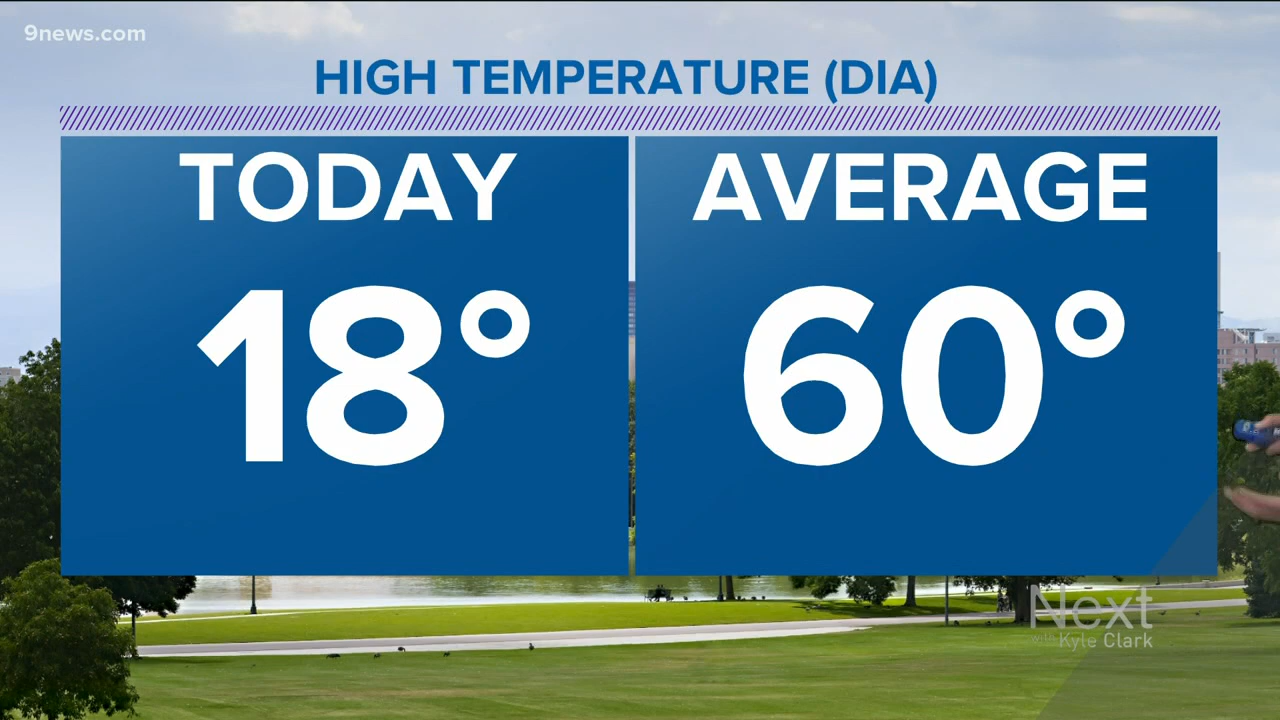 9news.com
HIGH TEMPERATURE (DIA)
TODAY
AVERAGE
18°
60°
Next
with Kyle Clark